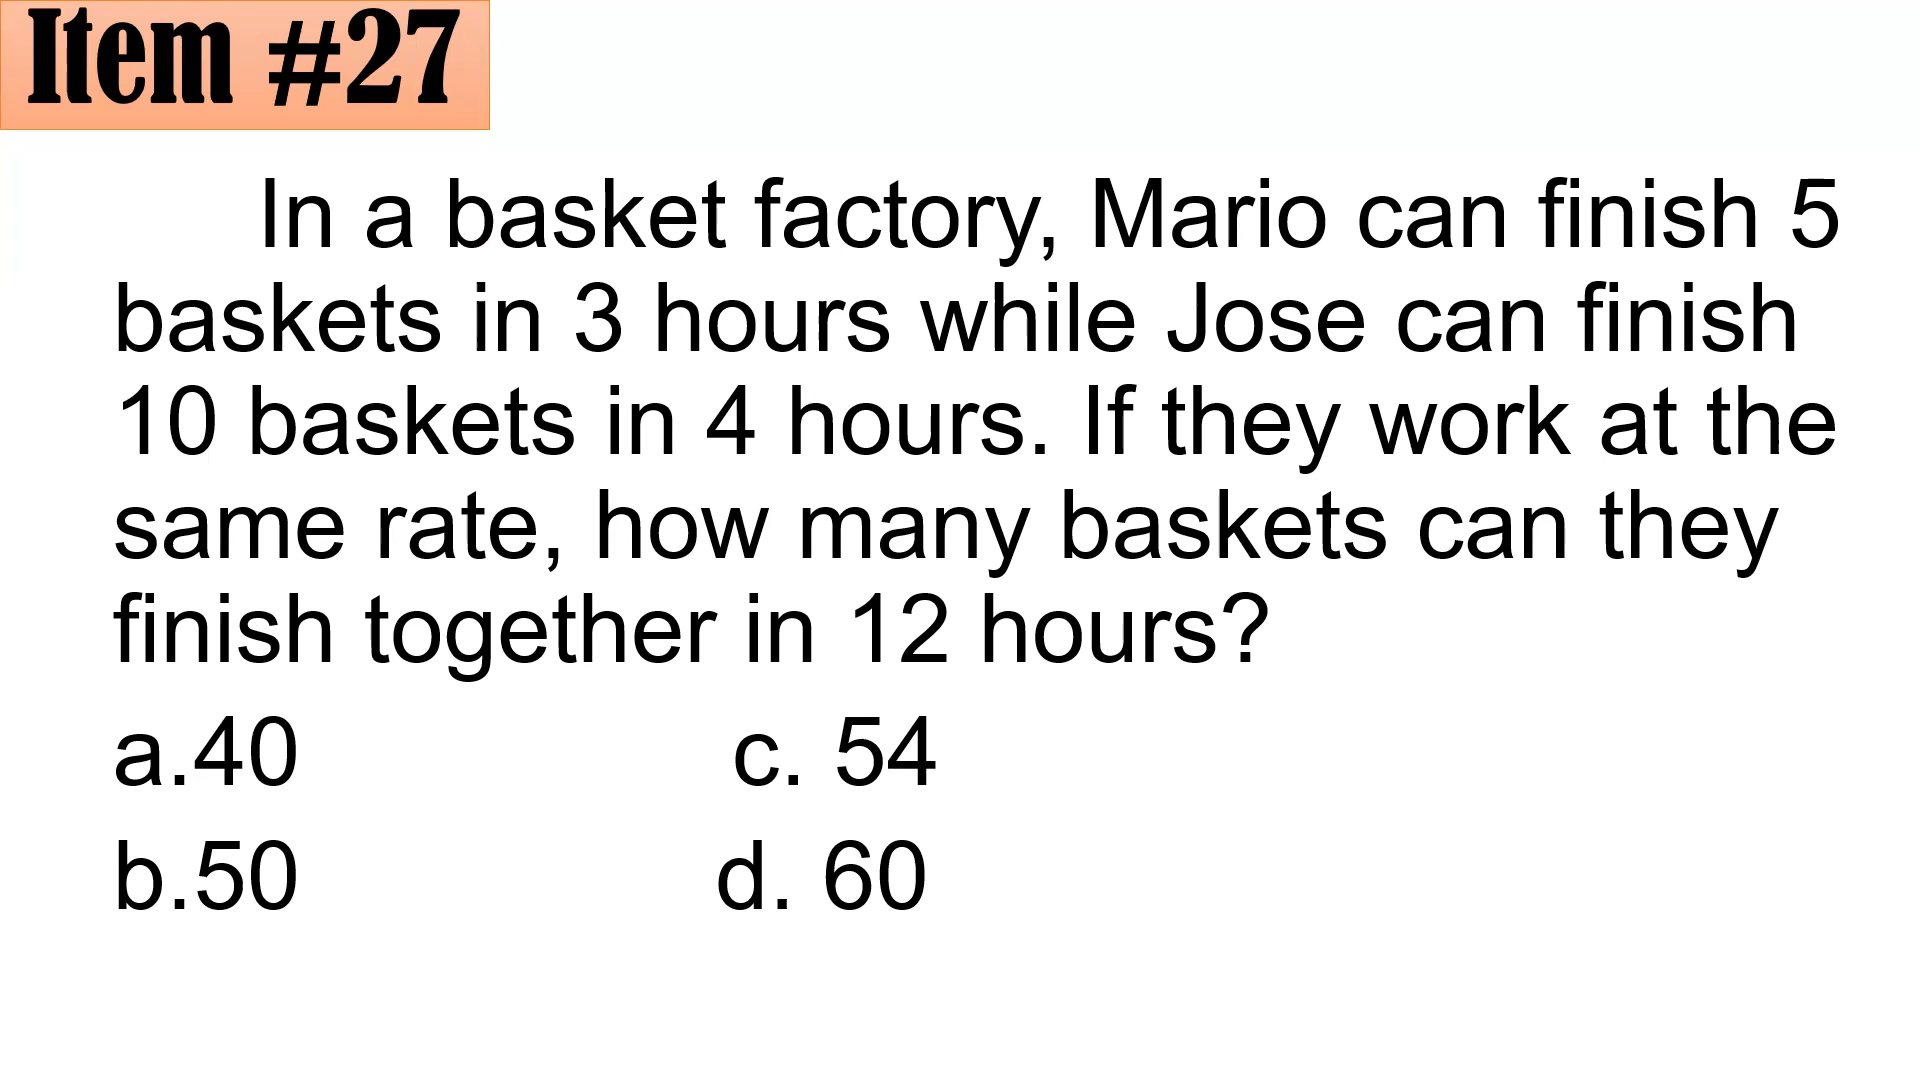 Item #27
In a basket factory, Mario can finish 5
baskets in 3 hours while Jose can finish
10 baskets in 4 hours. If they work at the
same rate, how many baskets can they
finish together in 12 hours?
a.40 c. 54
b.50 d. 60